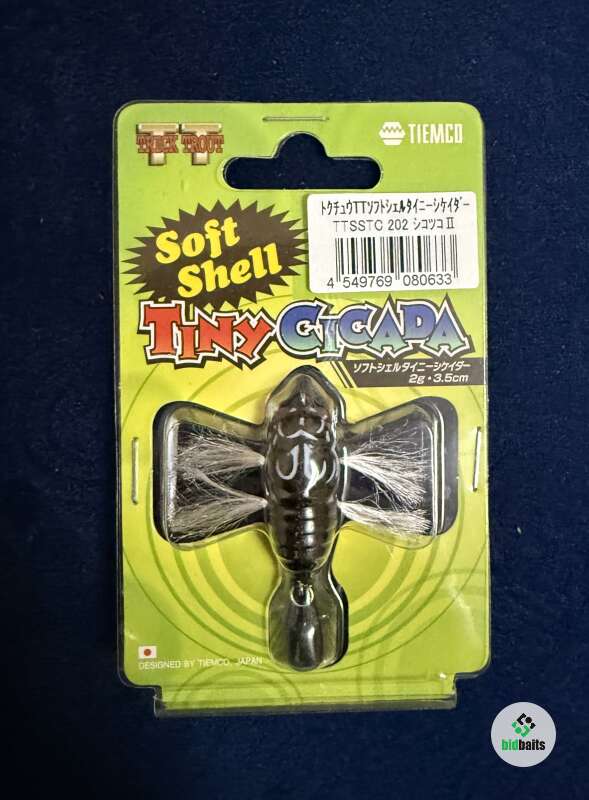 TT
TRICK TROUT
TIEMCO
トクチュウTTソフトシェルタイニーシケイダー
TTSSTC 202 シコツコⅡ
4 549769 080633
Soft
Shell
TINY CICADA
ソフトシェルタイニーシケイダー
2g・3.5cm
DESIGNED BY TIEMCO, JAPAN
bidbaits